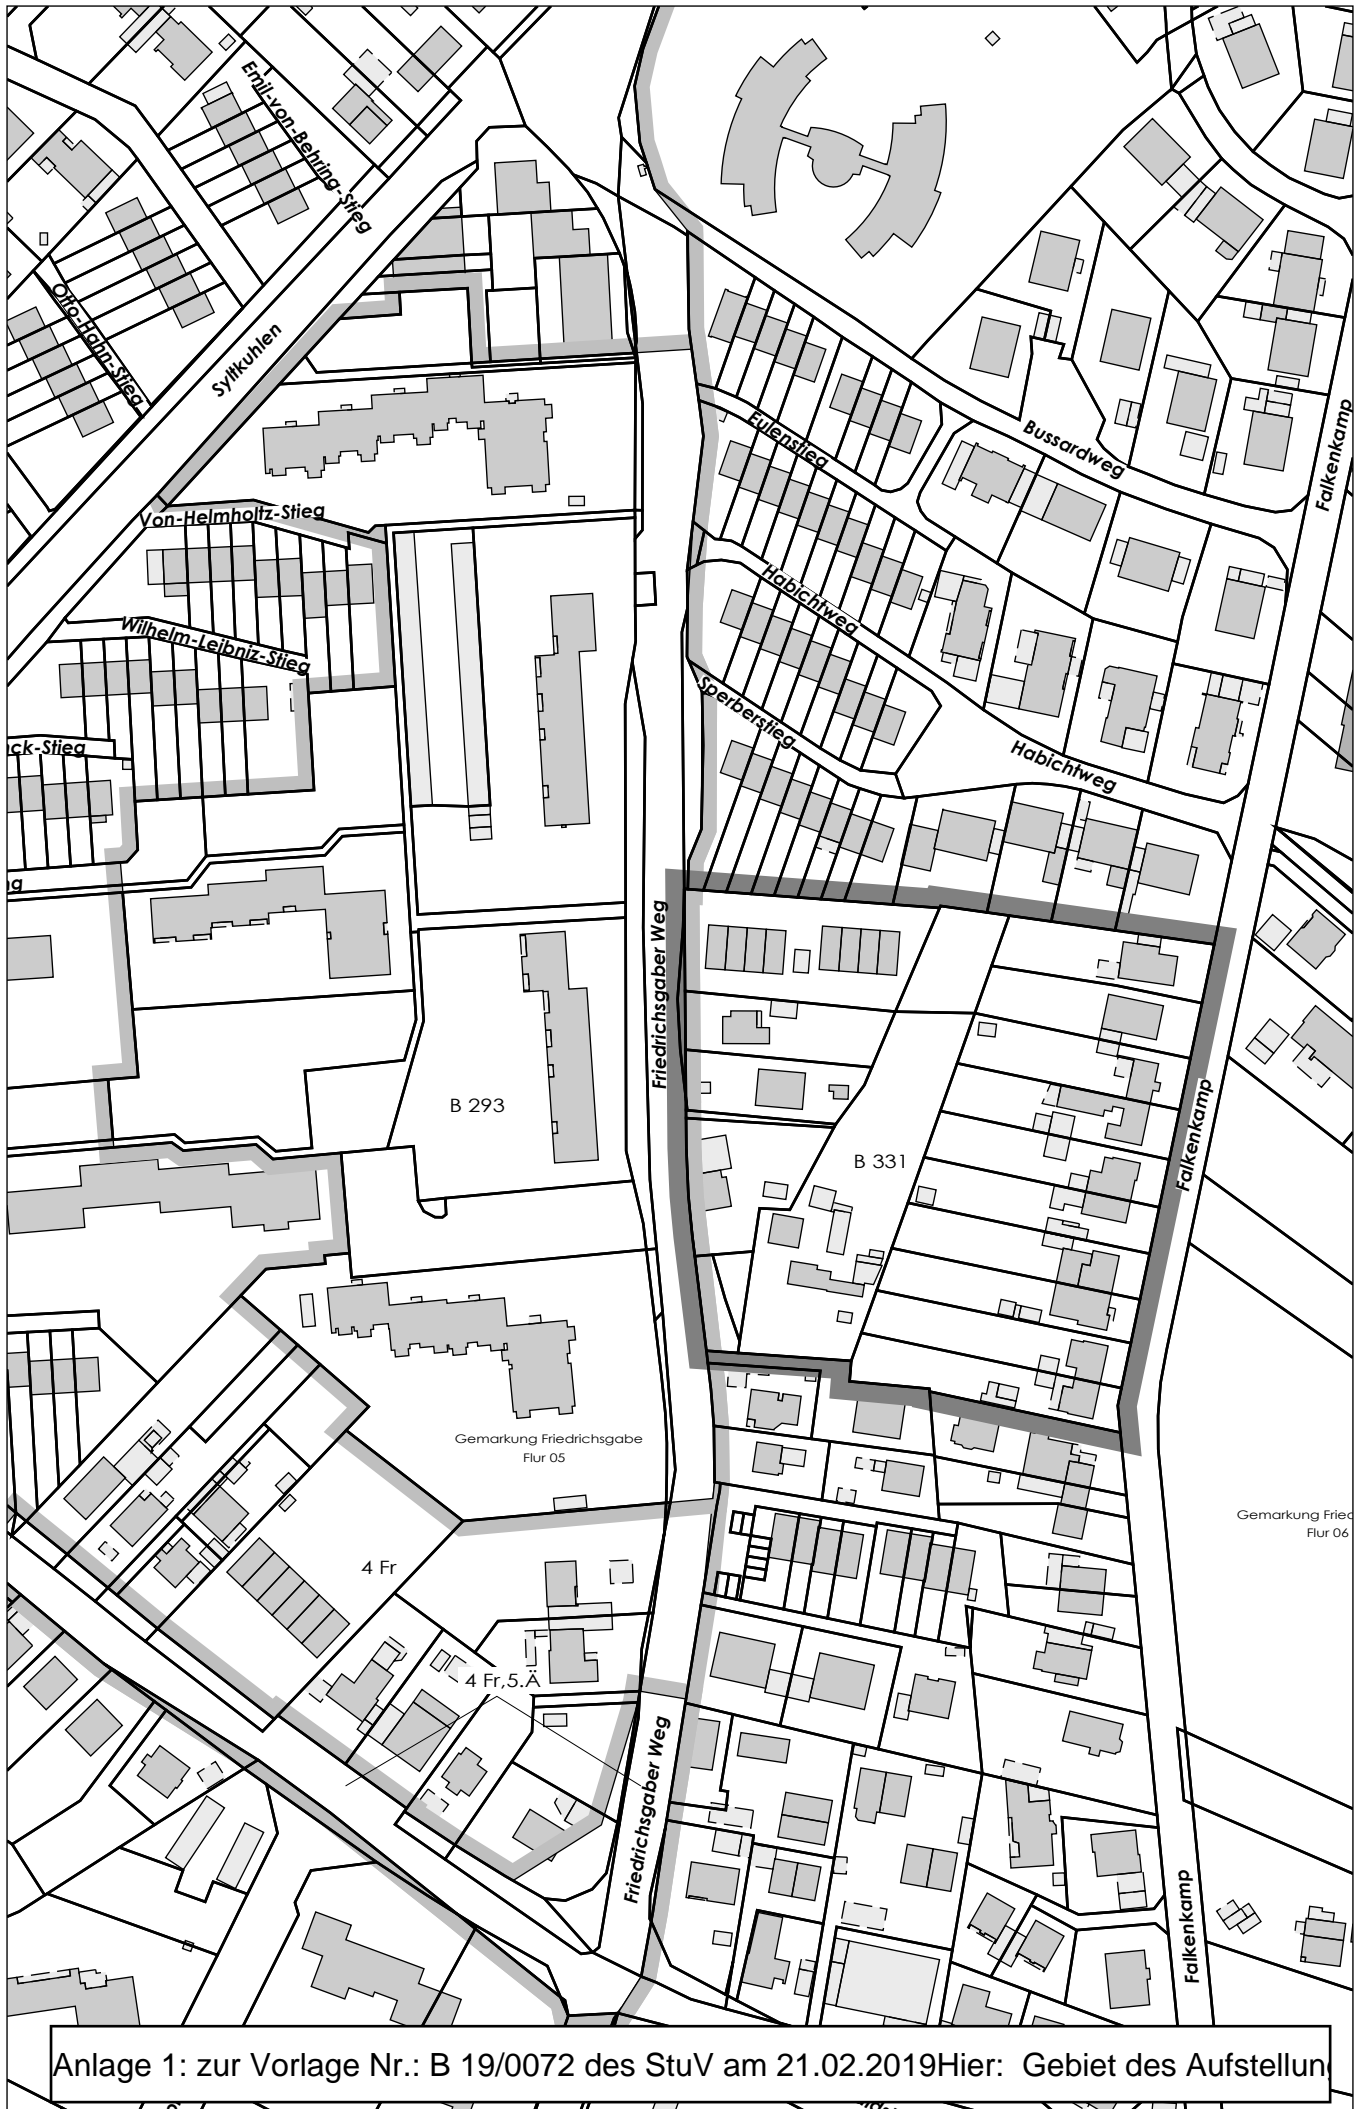 Emil-von-Behring-Stieg
Otto-Hahn-Stieg
Syltkuhlen
Eulenstieg
Bussardweg
Falkenkamp
Von-Helmholtz-Stieg
Habichtweg
Wilhelm-Leibniz-Stieg
Sperberstieg
ck-Stieg
Habichtweg
Friedrichsgaber Weg
B 293
Falkenkamp
B 331
Gemarkung Friedrichsgabe
Flur 05
Gemarkung Fried
Flur 06
4 Fr
4 Fr,5.Ä
Friedrichsgaber Weg
Falkenkamp
Anlage 1: zur Vorlage Nr.: B 19/0072 des StuV am 21.02.2019Hier: Gebiet des Aufstellun